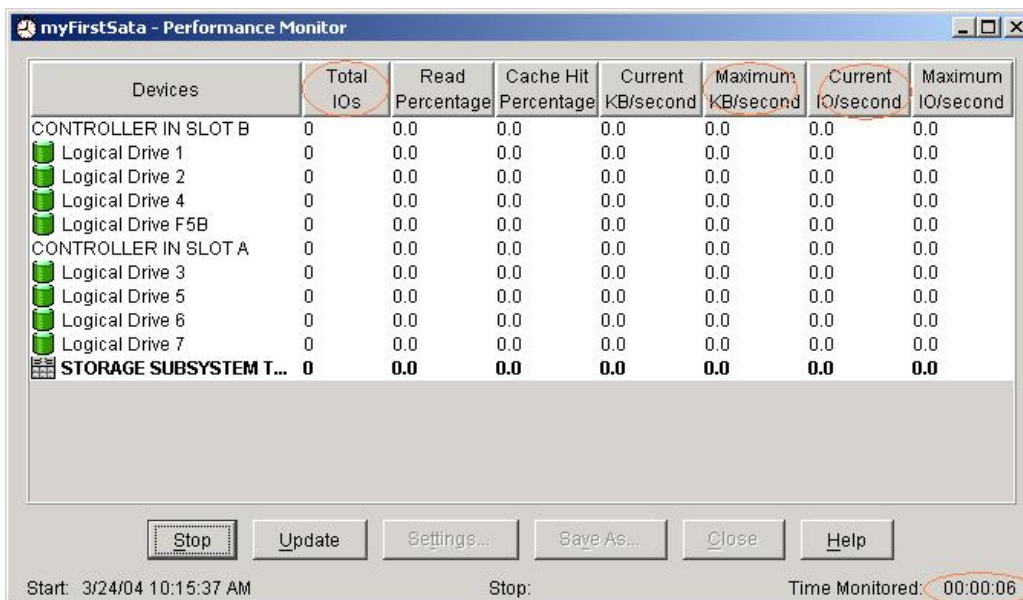 myFirstSata - Performance Monitor
Devices Total IOs Read Percentage Cache Hit Percentage Current KB/second Maximum KB/second Current IO/second Maximum IO/second
CONTROLLER IN SLOT B 0 0.0 0.0 0.0 0.0 0.0 0.0
Logical Drive 1 0 0.0 0.0 0.0 0.0 0.0 0.0
Logical Drive 2 0 0.0 0.0 0.0 0.0 0.0 0.0
Logical Drive 4 0 0.0 0.0 0.0 0.0 0.0 0.0
Logical Drive F5B 0 0.0 0.0 0.0 0.0 0.0 0.0
CONTROLLER IN SLOT A 0 0.0 0.0 0.0 0.0 0.0 0.0
Logical Drive 3 0 0.0 0.0 0.0 0.0 0.0 0.0
Logical Drive 5 0 0.0 0.0 0.0 0.0 0.0 0.0
Logical Drive 6 0 0.0 0.0 0.0 0.0 0.0 0.0
Logical Drive 7 0 0.0 0.0 0.0 0.0 0.0 0.0
STORAGE SUBSYSTEM T... 0 0.0 0.0 0.0 0.0 0.0 0.0
Stop Update Settings... Save As... Close Help
Start: 3/24/04 10:15:37 AM Stop: Time Monitored: 00:00:06